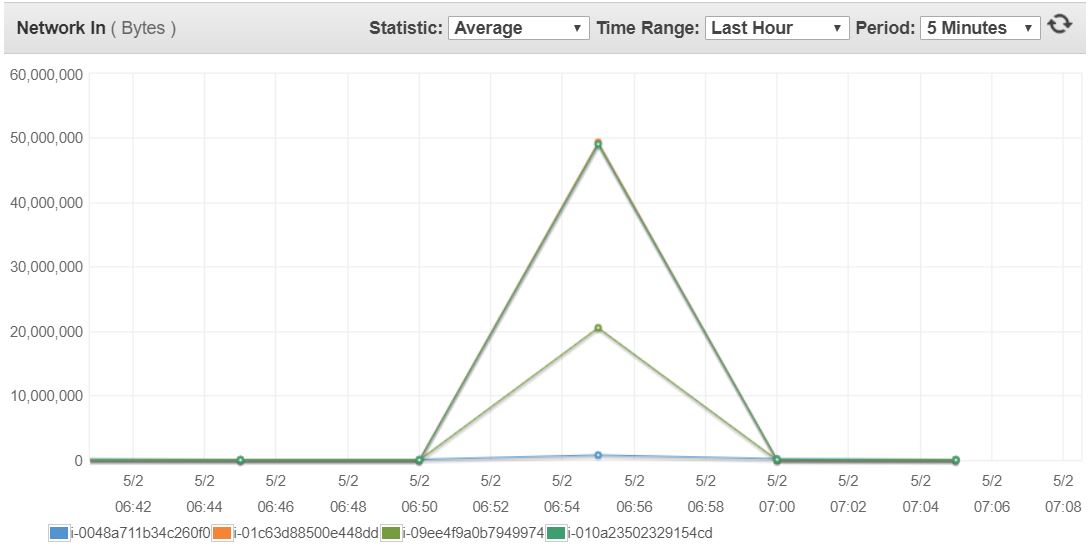 Network In ( Bytes ) Statistic: Average Time Range: Last Hour Period: 5 Minutes
60,000,000
50,000,000
40,000,000
30,000,000
20,000,000
10,000,000
0
5/2 5/2 5/2 5/2 5/2 5/2 5/2 5/2 5/2 5/2 5/2 5/2 5/2 5/2
06:42 06:44 06:46 06:48 06:50 06:52 06:54 06:56 06:58 07:00 07:02 07:04 07:06 07:08
i-0048a711b34c260f0 i-01c63d88500e448dd i-09ee4f9a0b7949974 i-010a23502329154cd